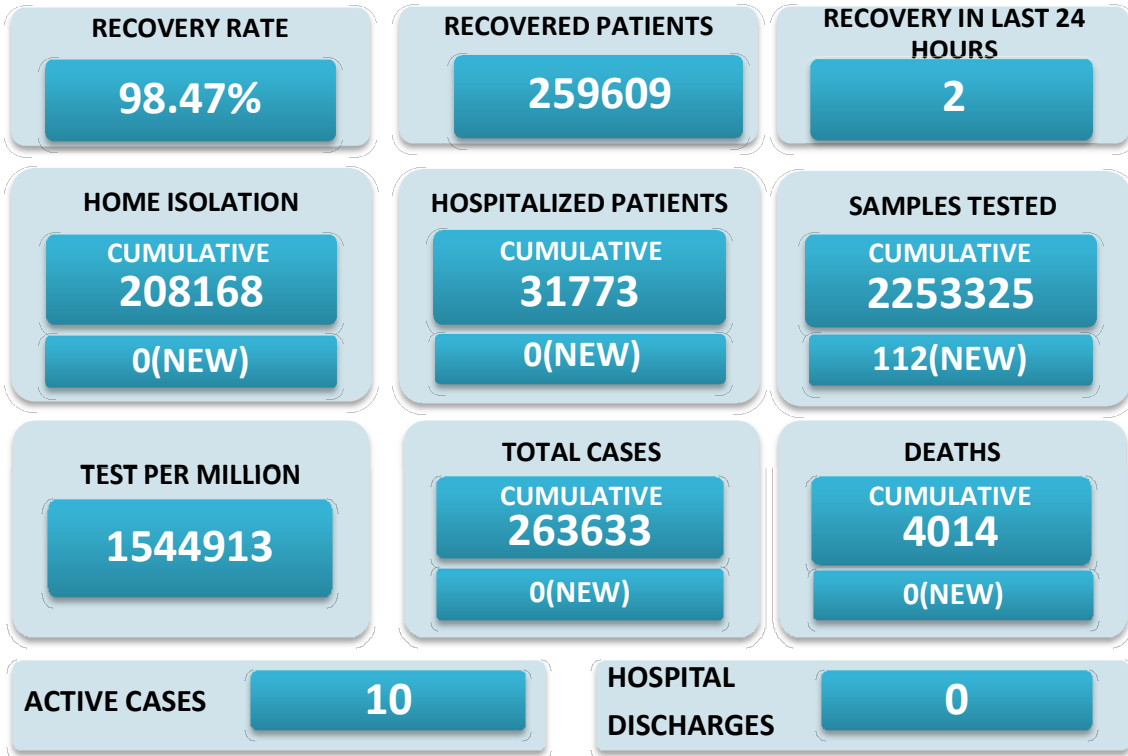 RECOVERY RATE
98.47%
RECOVERED PATIENTS
259609
RECOVERY IN LAST 24
HOURS
2
HOME ISOLATION
CUMULATIVE
208168
0(NEW)
HOSPITALIZED PATIENTS
CUMULATIVE
31773
0(NEW)
SAMPLES TESTED
CUMULATIVE
2253325
112(NEW)
TEST PER MILLION
1544913
TOTAL CASES
CUMULATIVE
263633
0(NEW)
DEATHS
CUMULATIVE
4014
0(NEW)
ACTIVE CASES
10
HOSPITAL
DISCHARGES
0